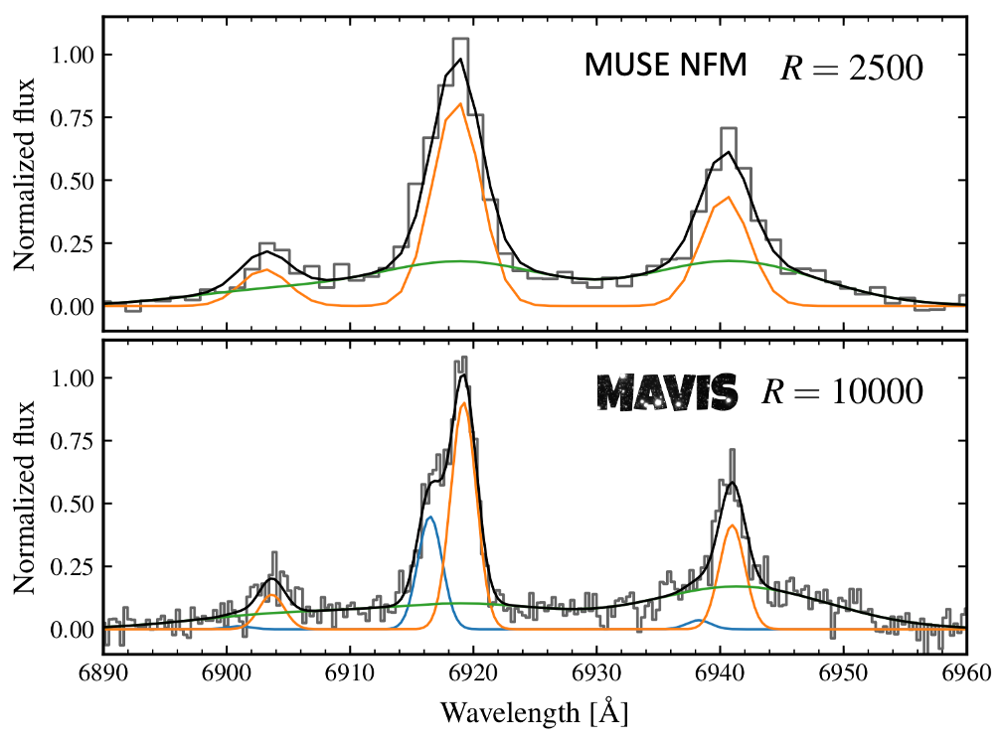 MUSE NFM R = 2500
Normalized flux
1.00
0.75
0.50
0.25
0.00
MAVIS R = 10000
Normalized flux
1.00
0.75
0.50
0.25
0.00
6890 6900 6910 6920 6930 6940 6950 6960
Wavelength [Å]